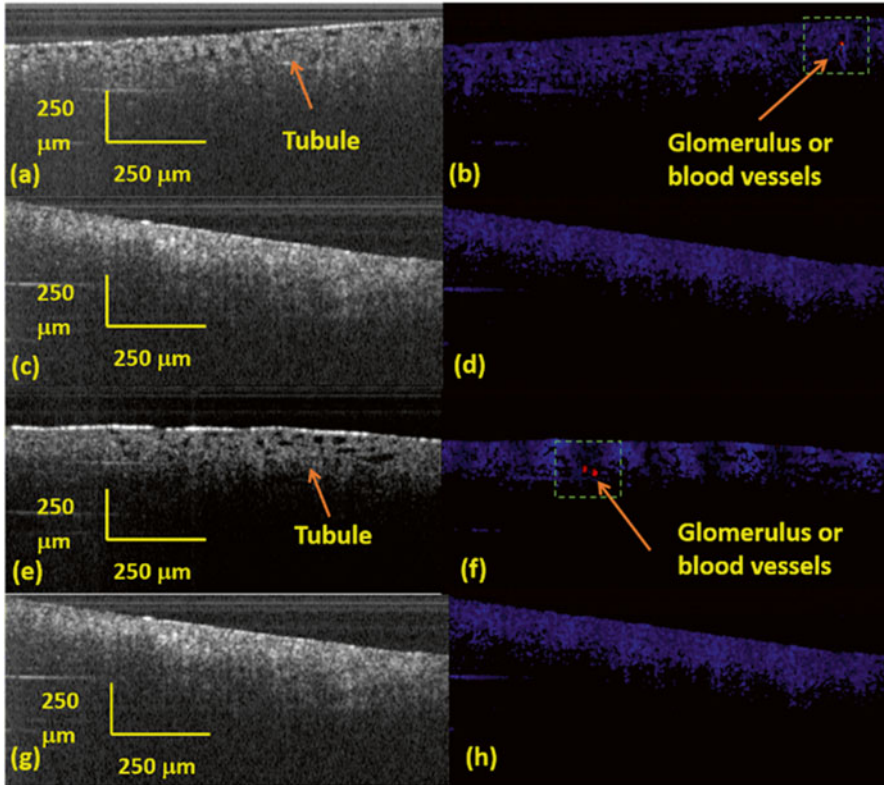 250
μm
250 μm
Tubule
(a)
Glomerulus or
blood vessels
(b)
250
μm
250 μm
(c)
(d)
250
μm
250 μm
Tubule
(e)
Glomerulus or
blood vessels
(f)
250
μm
250 μm
(g)
(h)